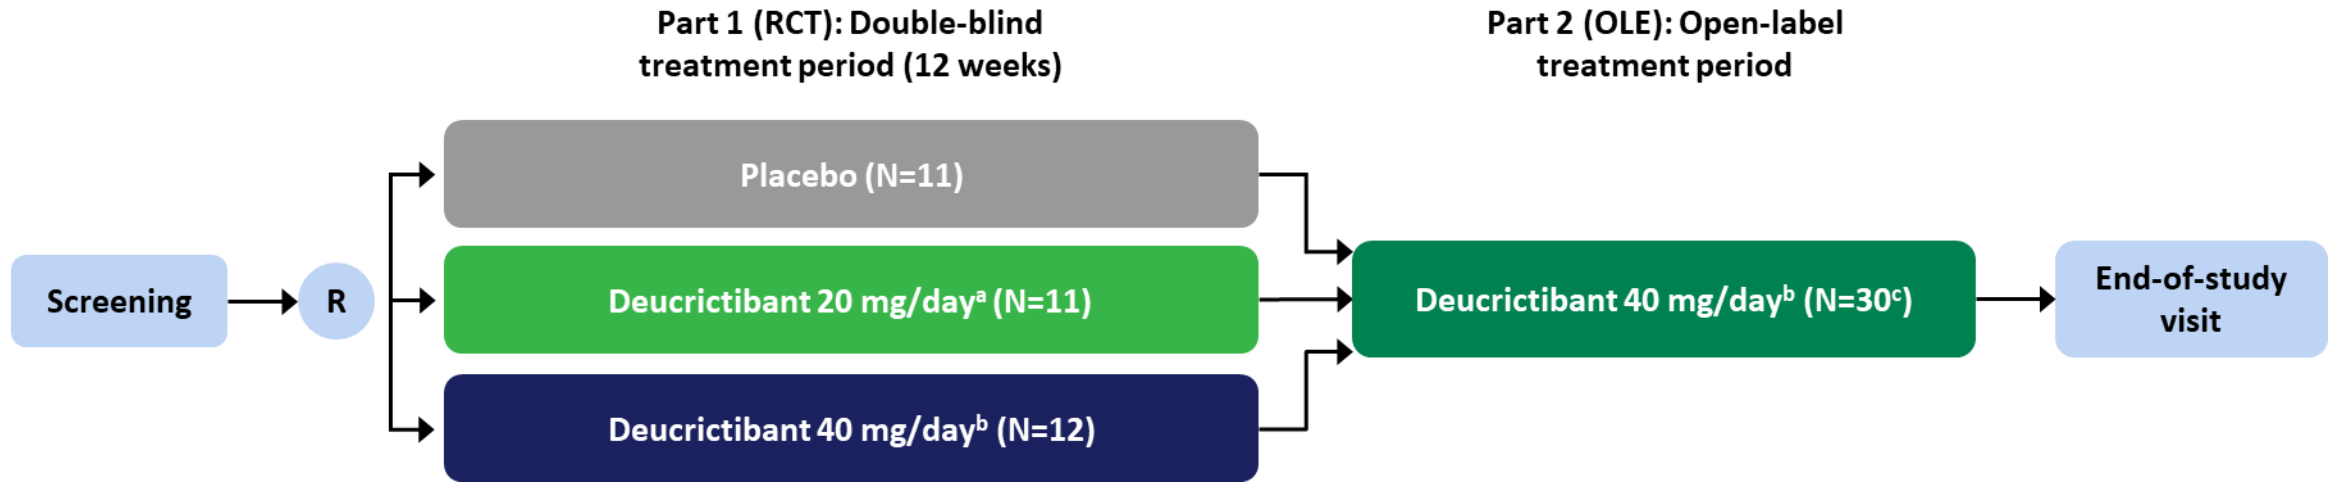 Part 1 (RCT): Double-blind
treatment period (12 weeks)
Part 2 (OLE): Open-label
treatment period
Screening
R
Placebo (N=11)
Deucrictibant 20 mg/dayᵃ (N=11)
Deucrictibant 40 mg/dayᵇ (N=12)
Deucrictibant 40 mg/dayᵇ (N=30ᶜ)
End-of-study
visit